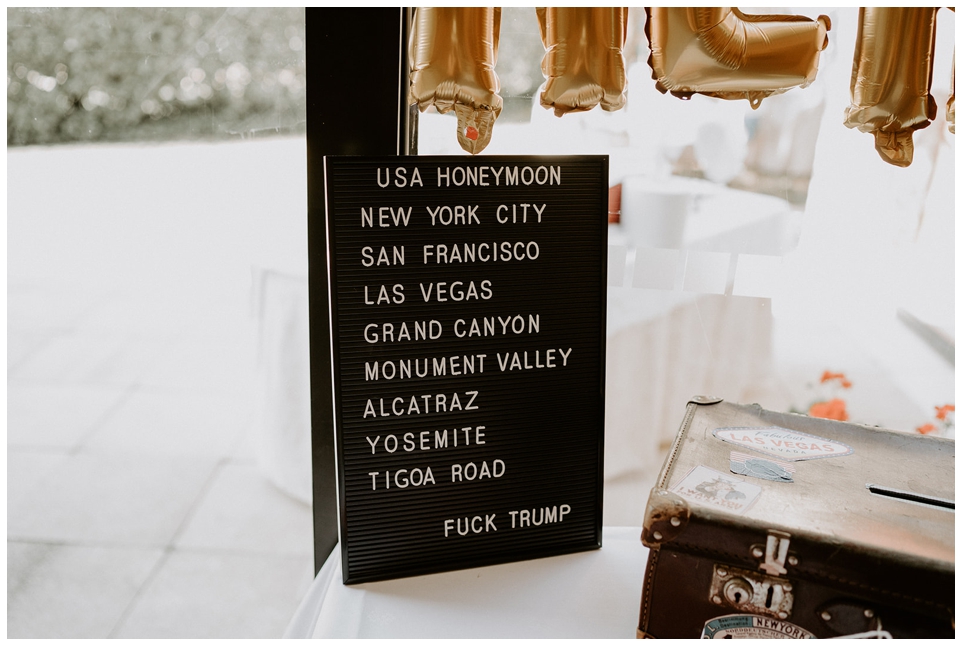 USA HONEYMOON
NEW YORK CITY
SAN FRANCISCO
LAS VEGAS
GRAND CANYON
MONUMENT VALLEY
ALCATRAZ
YOSEMITE
TIGOA ROAD
FUCK TRUMP
LAS VEGAS
NEW YORK